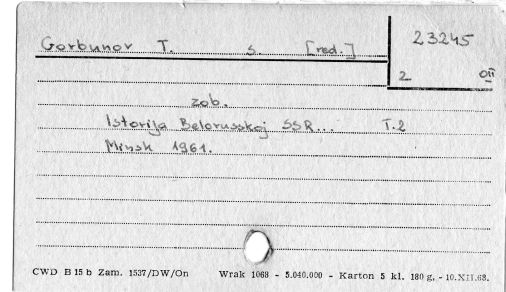 Gorbunov T. s. [red.]
23245
2 OII
zob.
Istorija Belorusskoj SSR... T.2
Minsk 1961.
CWD B 15 b Zam. 1537/DW/On Wrak 1068 - 5.040.000 - Karton 5 kl. 180 g. - 10.XII.68.